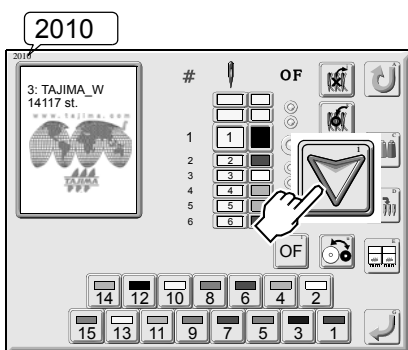 2010
2010
3: TAJIMA_W
14117 st.
www.tajima.com
TAJIMA
# OF
A
1 1
1
C
2 2
3 3
D
4 4
5 5
6 6
OF
E
14 12 10 8 6 4 2
15 13 11 9 7 5 3 1